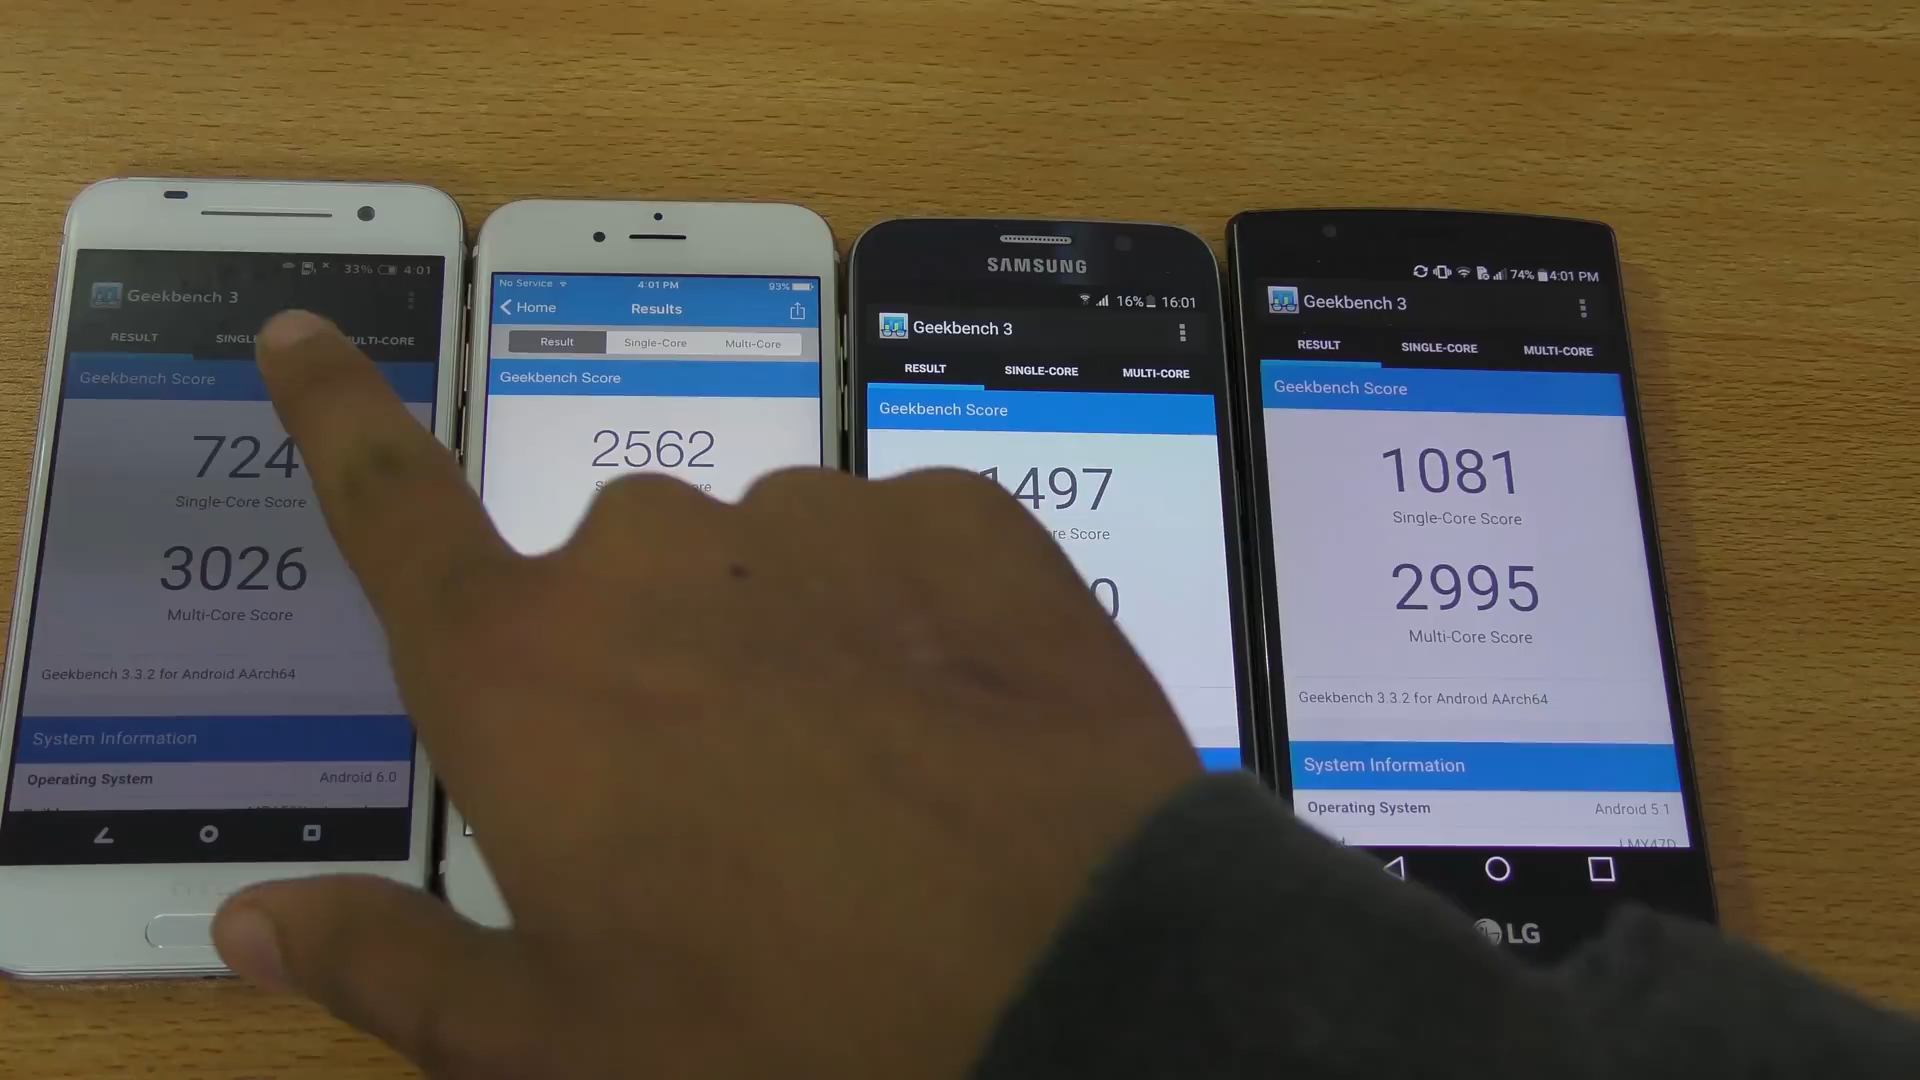 33% 4:01
Geekbench 3
RESULT
Geekbench Score
724
Single-Core Score
3026
Multi-Core Score
Geekbench 3.3.2 for Android AArch64
System Information
Operating System Android 6.0
No Service 4:01 PM 93%
Home Results
Result Single-Core Multi-Core
Geekbench Score
2562
SAMSUNG
16% 16:01
Geekbench 3
RESULT SINGLE-CORE MULTI-CORE
Geekbench Score
1497
Score
74% 4:01 PM
Geekbench 3
RESULT SINGLE-CORE MULTI-CORE
Geekbench Score
1081
Single-Core Score
2995
Multi-Core Score
Geekbench 3.3.2 for Android AArch64
System Information
Operating System Android 5.1
LMY47D
LG